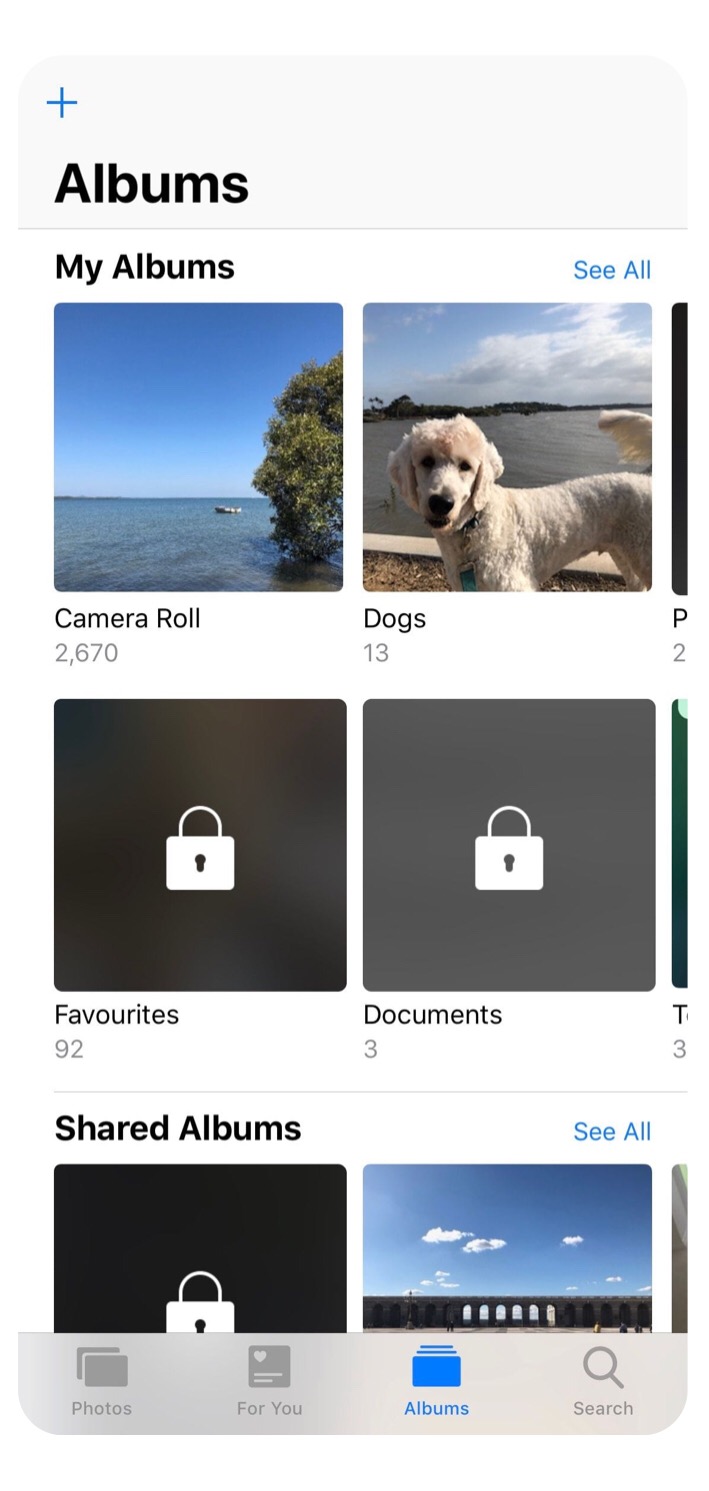 Albums
My Albums
See All
Camera Roll
2,670
Dogs
13
P
2
Favourites
92
Documents
3
3
Shared Albums
See All
Photos
For You
Albums
Search